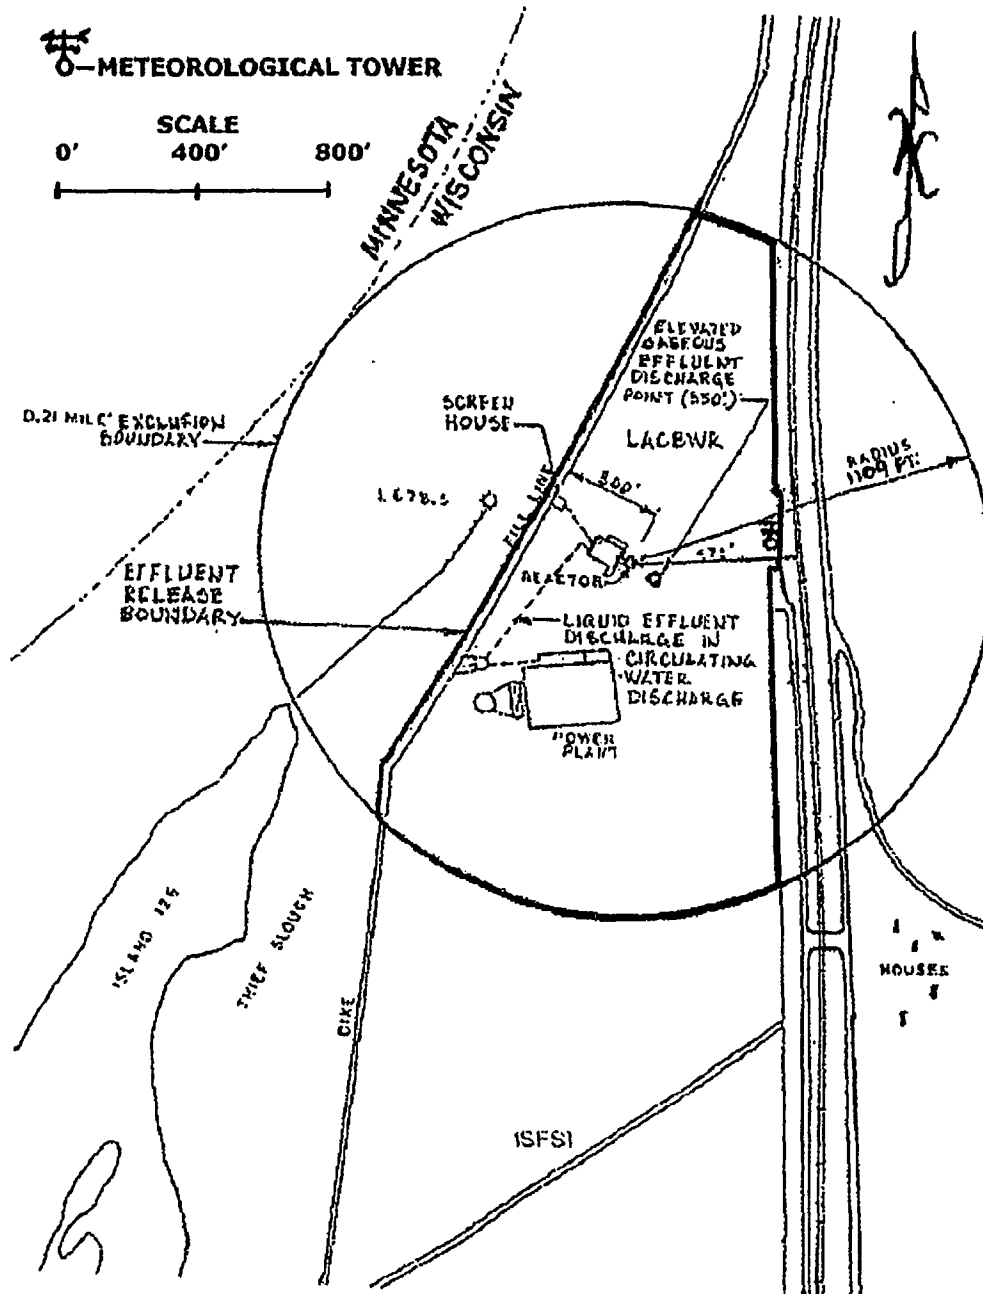 METEOROLOGICAL TOWER
SCALE
0' 400' 800'
MINNESOTA
WISCONSIN
ELEVATED
GASEOUS
EFFLUENT
DISCHARGE
POINT (350')
LACBWR
SCREEN
HOUSE
0.21 MILE EXCLUSION
BOUNDARY
RADIUS
1109 FT.
300'
FILL LINE
REACTOR
EFFLUENT
RELEASE
BOUNDARY
LIQUID EFFLUENT
DISCHARGE IN
CIRCULATING
WATER
DISCHARGE
POWER
PLANT
ISLAND 126
THIEF SLOUGH
DIKE
HOUSES
ISFSI